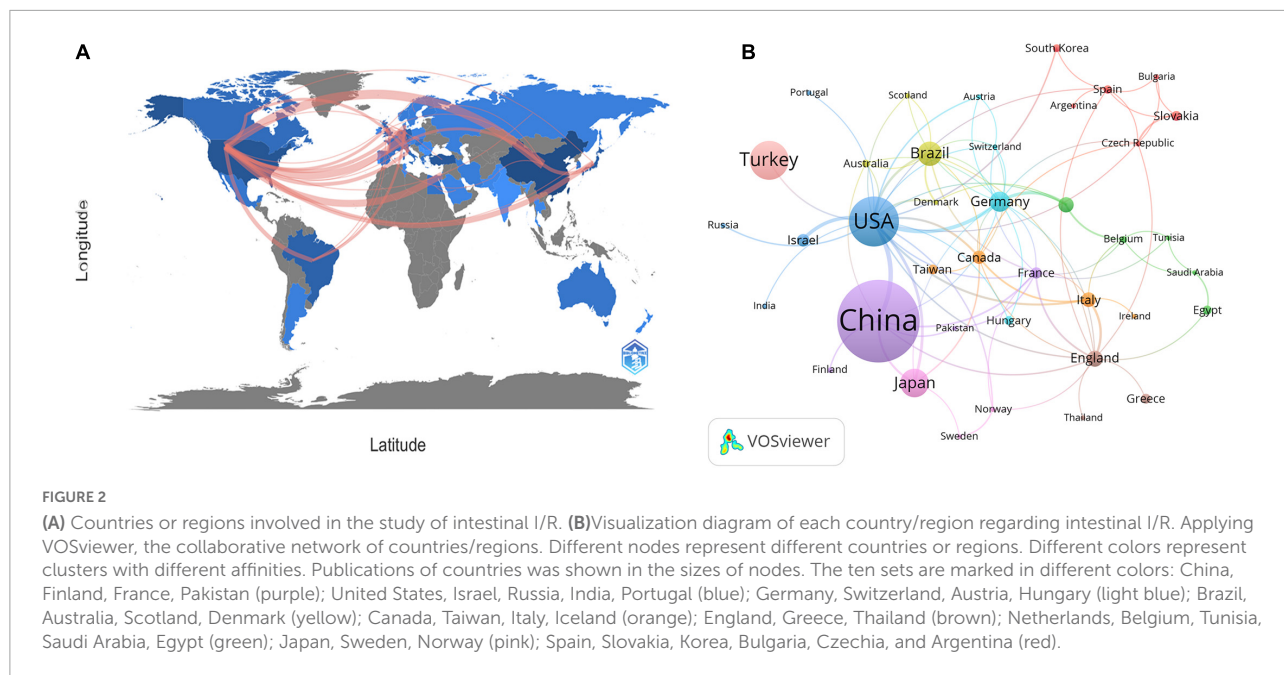 A
Longitude
Latitude
B
South Korea
Bulgaria
Spain
Portugal
Scotland
Austria
Argentina
Slovakia
Turkey
Brazil
Switzerland
Czech Republic
Australia
Denmark
Germany
USA
Russia
Israel
Belgium
Tunisia
Canada
Taiwan
France
Saudi Arabia
India
Italy
Ireland
Egypt
China
Pakistan
Hungary
England
Finland
Japan
Norway
Thailand
Greece
Sweden
VOSviewer
FIGURE 2
(A) Countries or regions involved in the study of intestinal I/R. (B)Visualization diagram of each country/region regarding intestinal I/R. Applying
VOSviewer, the collaborative network of countries/regions. Different nodes represent different countries or regions. Different colors represent
clusters with different affinities. Publications of countries was shown in the sizes of nodes. The ten sets are marked in different colors: China,
Finland, France, Pakistan (purple); United States, Israel, Russia, India, Portugal (blue); Germany, Switzerland, Austria, Hungary (light blue); Brazil,
Australia, Scotland, Denmark (yellow); Canada, Taiwan, Italy, Iceland (orange); England, Greece, Thailand (brown); Netherlands, Belgium, Tunisia,
Saudi Arabia, Egypt (green); Japan, Sweden, Norway (pink); Spain, Slovakia, Korea, Bulgaria, Czechia, and Argentina (red).